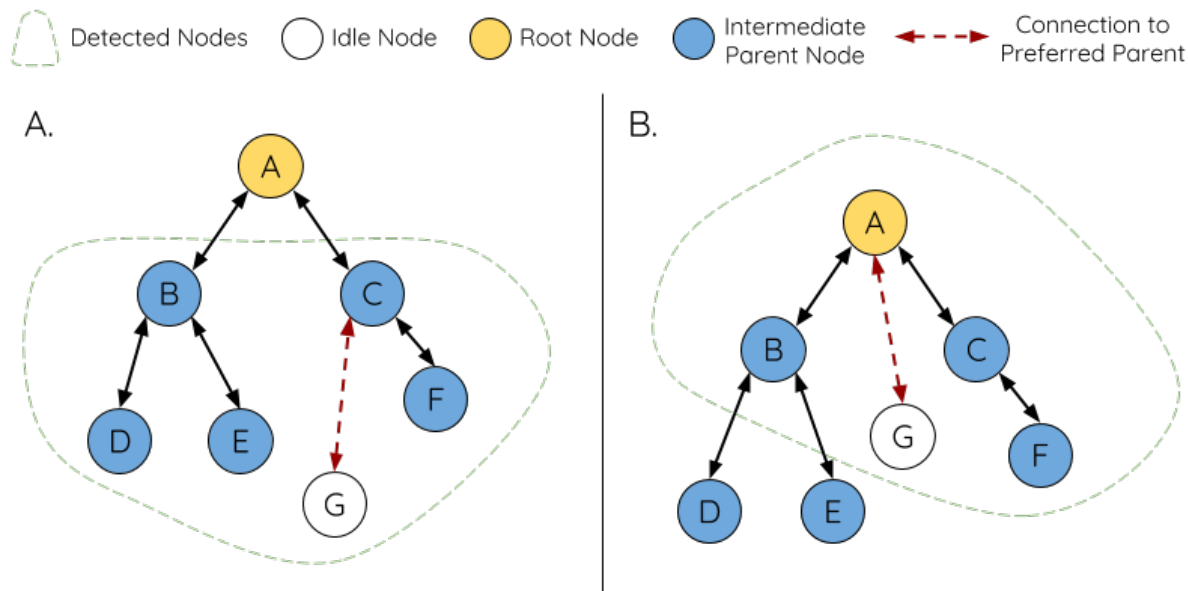 Detected Nodes
Idle Node
Root Node
Intermediate
Parent Node
Connection to
Preferred Parent
A.
A
B
C
D
E
F
G
B.
A
B
C
G
F
D
E